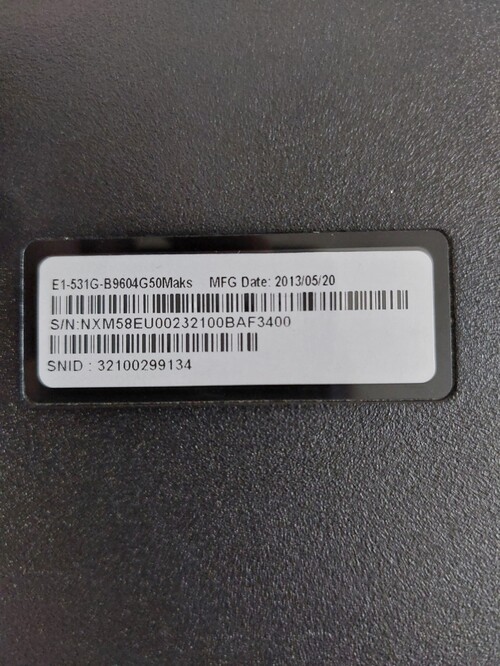 E1-531G-B9604G50Maks MFG Date: 2013/05/20
S/N:NXM58EU00232100BAF3400
SNID : 32100299134